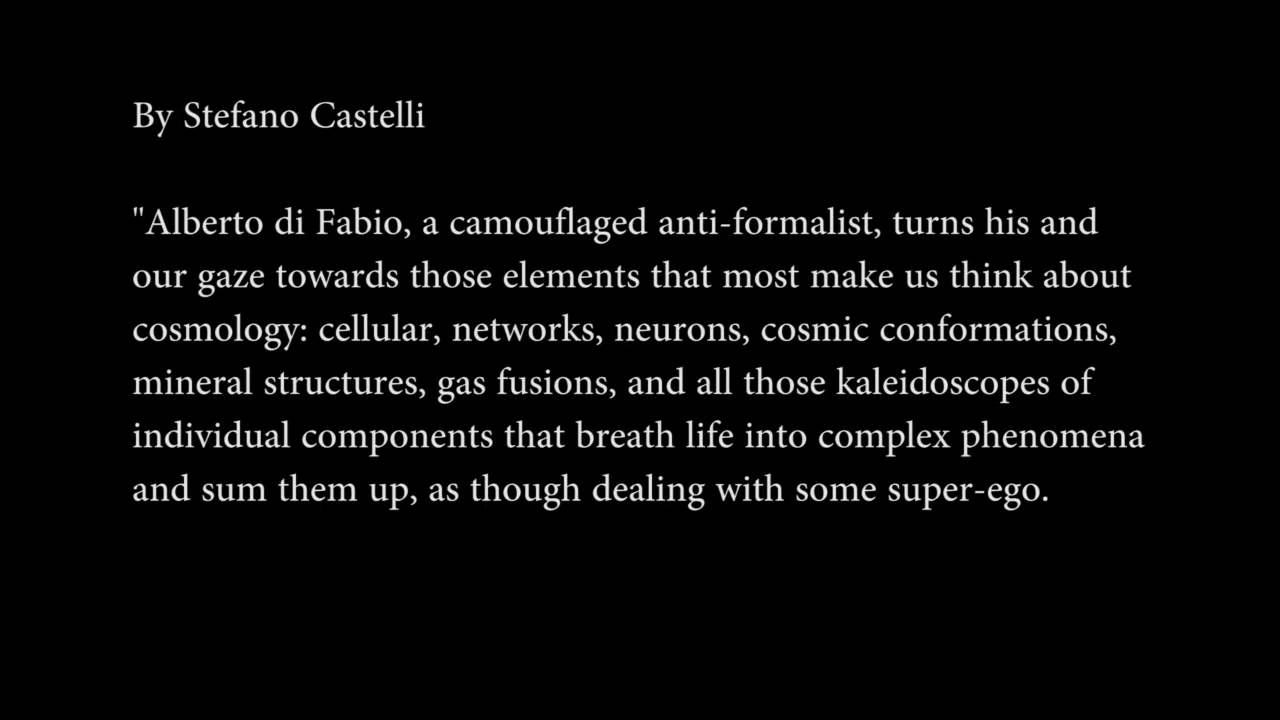 By Stefano Castelli
"Alberto di Fabio, a camouflaged anti-formalist, turns his and
our gaze towards those elements that most make us think about
cosmology: cellular, networks, neurons, cosmic conformations,
mineral structures, gas fusions, and all those kaleidoscopes of
individual components that breath life into complex phenomena
and sum them up, as though dealing with some super-ego.